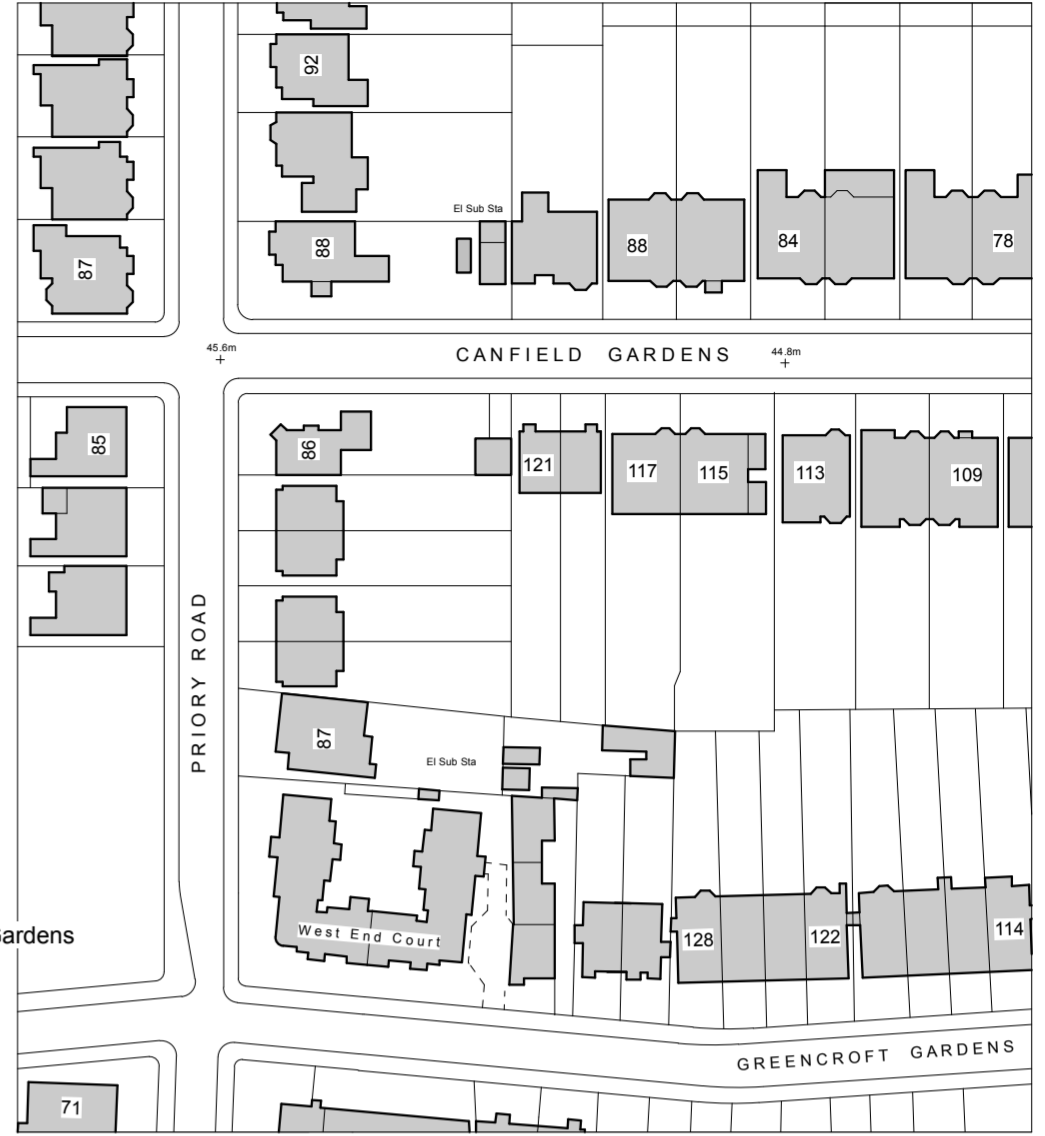 92
El Sub Sta
87
88
88
84
78
45.6m
CANFIELD GARDENS
44.8m
85
86
121
117
115
113
109
PRIORY ROAD
87
El Sub Sta
West End Court
ardens
128
122
114
GREENCROFT GARDENS
71